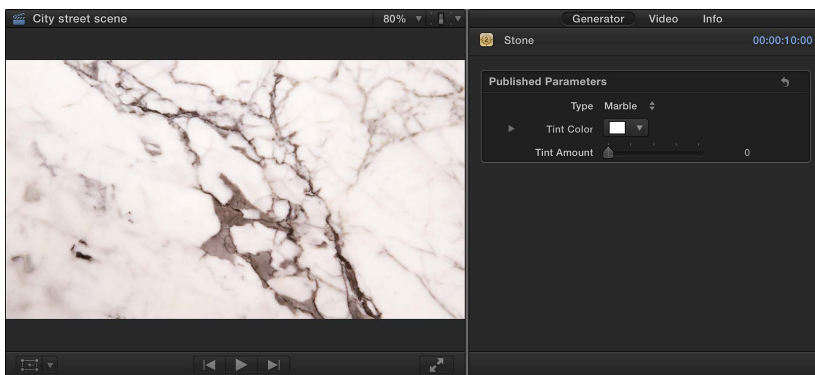 City street scene
80%
Generator Video Info
Stone
00:00:10:00
Published Parameters
Type Marble
Tint Color
Tint Amount 0